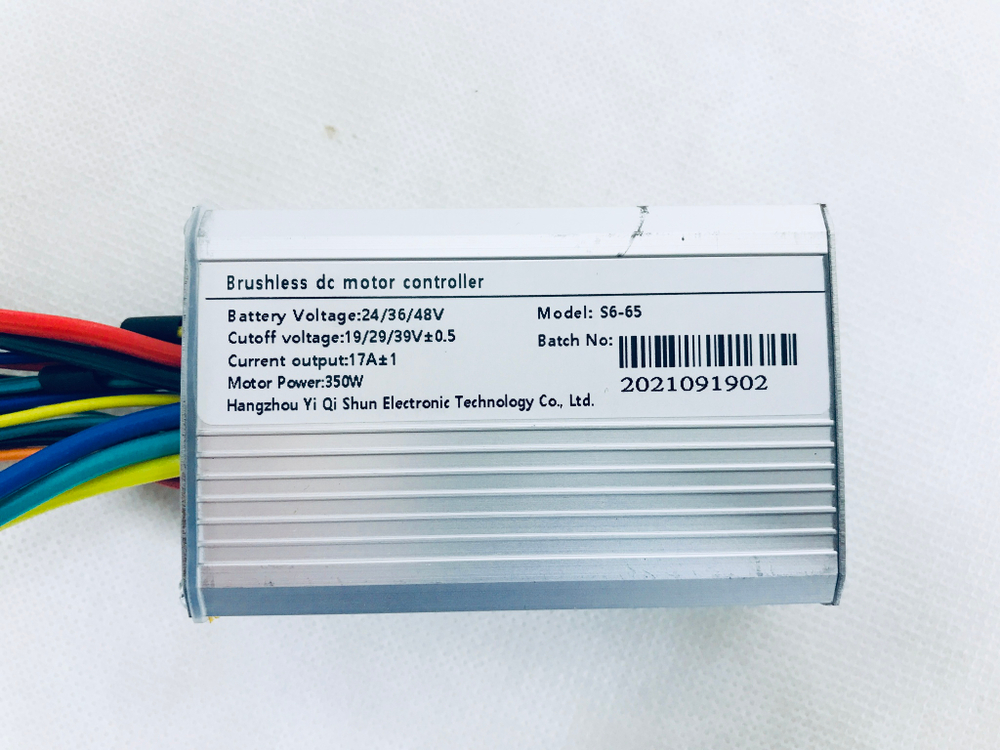 Brushless dc motor controller
Battery Voltage:24/36/48V
Cutoff voltage:19/29/39V±0.5
Current output:17A±1
Motor Power:350W
Hangzhou Yi Qi Shun Electronic Technology Co., Ltd.
Model: S6-65
Batch No:
2021091902